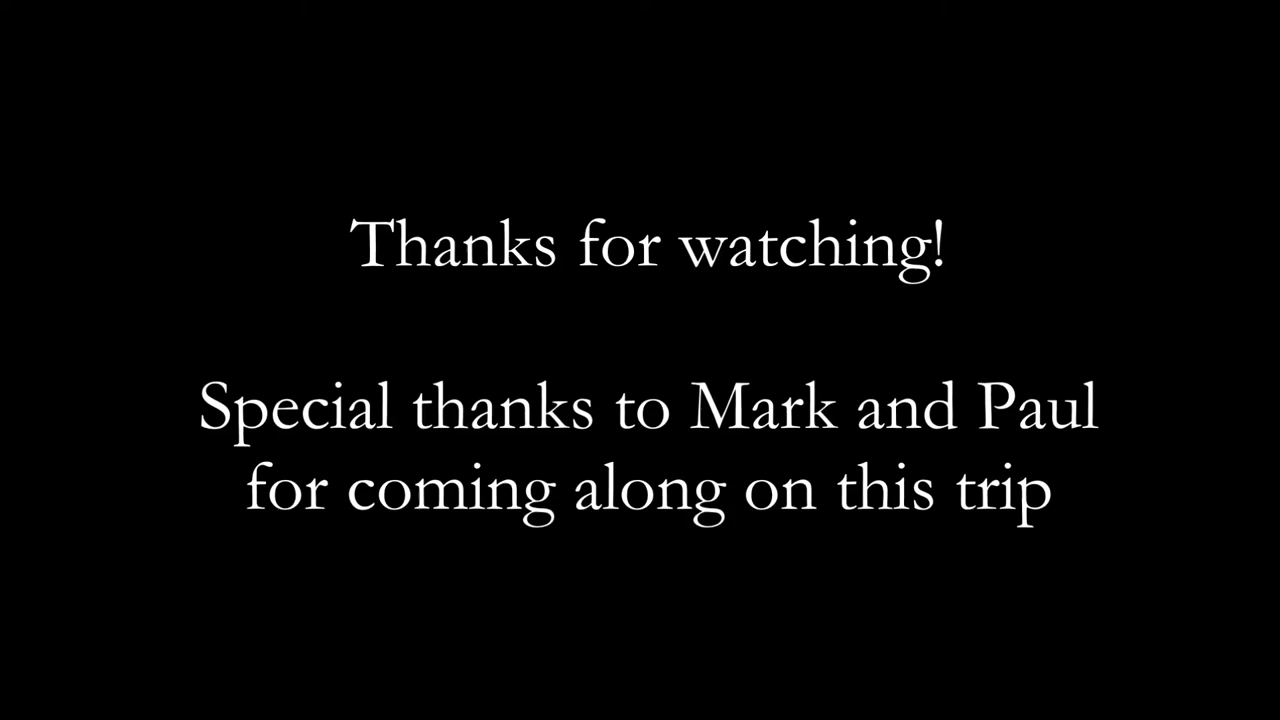 Thanks for watching!
Special thanks to Mark and Paul
for coming along on this trip